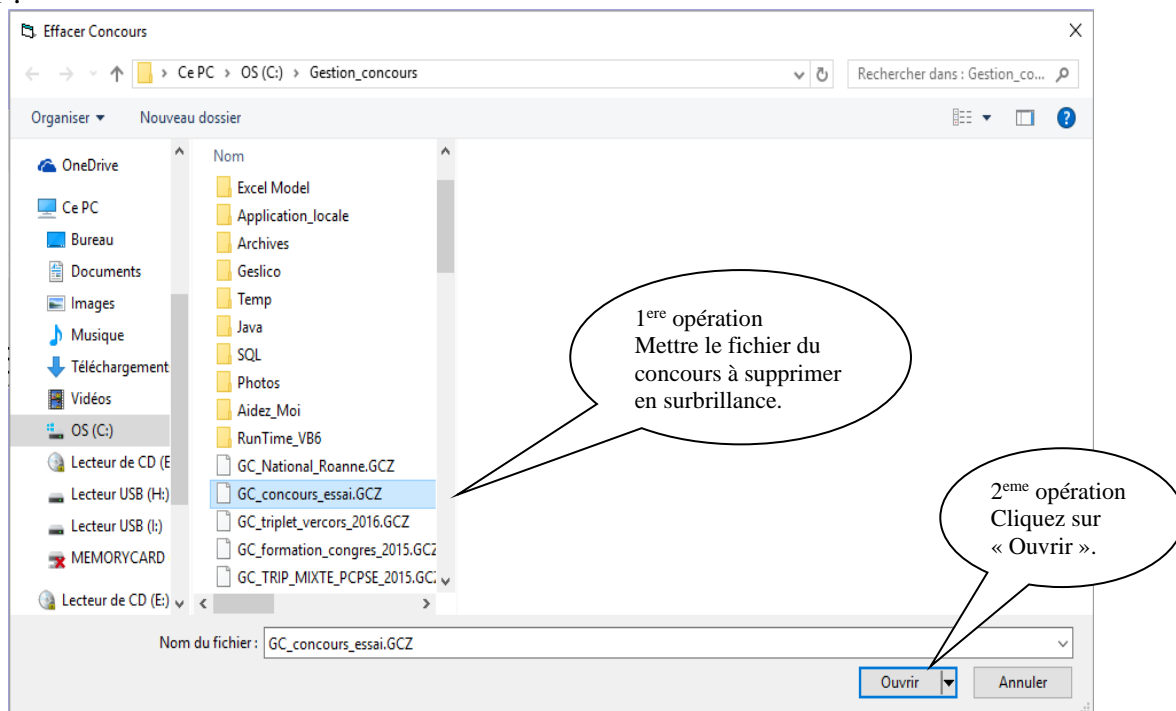 Effacer Concours
Ce PC > OS (C:) > Gestion_concours
Rechercher dans : Gestion_co...
Organiser
Nouveau dossier
OneDrive
Ce PC
Bureau
Documents
Images
Musique
Téléchargement
Vidéos
OS (C:)
Lecteur de CD (E
Lecteur USB (H:)
Lecteur USB (I:)
MEMORYCARD
Lecteur de CD (E:)
Nom
Excel Model
Application_locale
Archives
Geslico
Temp
Java
SQL
Photos
Aidez_Moi
RunTime_VB6
GC_National_Roanne.GCZ
GC_concours_essai.GCZ
GC_triplet_vercors_2016.GCZ
GC_formation_congres_2015.GCZ
GC_TRIP_MIXTE_PCPSE_2015.GCZ
1ere opération
Mettre le fichier du
concours à supprimer
en surbrillance.
2eme opération
Cliquez sur
« Ouvrir ».
Nom du fichier : GC_concours_essai.GCZ
Ouvrir
Annuler